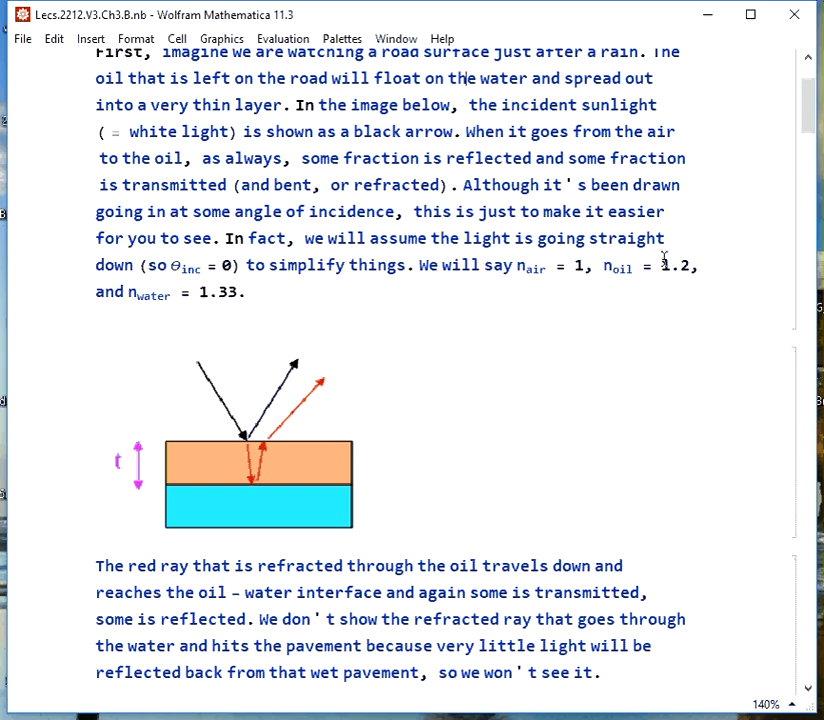 Lecs.2212.V3.Ch3.B.nb - Wolfram Mathematica 11.3
File Edit Insert Format Cell Graphics Evaluation Palettes Window Help
First, imagine we are watching a road surface just after a rain. The
oil that is left on the road will float on the water and spread out
into a very thin layer. In the image below, the incident sunlight
( = white light) is shown as a black arrow. When it goes from the air
to the oil, as always, some fraction is reflected and some fraction
is transmitted (and bent, or refracted). Although it's been drawn
going in at some angle of incidence, this is just to make it easier
for you to see. In fact, we will assume the light is going straight
down (so θinc = 0) to simplify things. We will say nair = 1, noil = 1.2,
and nwater = 1.33.
t
The red ray that is refracted through the oil travels down and
reaches the oil - water interface and again some is transmitted,
some is reflected. We don't show the refracted ray that goes through
the water and hits the pavement because very little light will be
reflected back from that wet pavement, so we won't see it.
140%